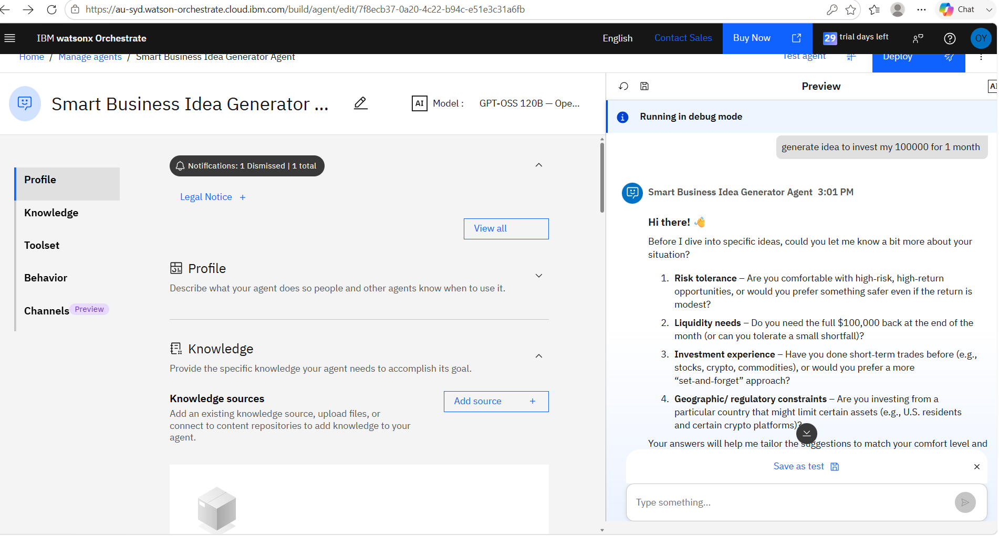 https://au-syd.watson-orchestrate.cloud.ibm.com/build/agent/edit/7f8ecb37-0a20-4c22-b94c-e51e3c31a6fb
Chat
IBM watsonx Orchestrate
English
Contact Sales
Buy Now
29 trial days left
OY
Home / Manage agents / Smart Business Idea Generator Agent
Test agent
Deploy
Smart Business Idea Generator ...
AI Model :
GPT-OSS 120B — Ope...
Preview
AI
Running in debug mode
generate idea to invest my 100000 for 1 month
Profile
Knowledge
Toolset
Behavior
Channels Preview
Notifications: 1 Dismissed | 1 total
Legal Notice +
View all
Profile
Describe what your agent does so people and other agents know when to use it.
Knowledge
Provide the specific knowledge your agent needs to accomplish its goal.
Knowledge sources
Add an existing knowledge source, upload files, or
connect to content repositories to add knowledge to your
agent.
Add source +
Smart Business Idea Generator Agent 3:01 PM
Hi there! 👋
Before I dive into specific ideas, could you let me know a bit more about your
situation?
1. Risk tolerance – Are you comfortable with high-risk, high-return
opportunities, or would you prefer something safer even if the return is
modest?
2. Liquidity needs – Do you need the full $100,000 back at the end of the
month (or can you tolerate a small shortfall)?
3. Investment experience – Have you done short-term trades before (e.g.,
stocks, crypto, commodities), or would you prefer a more
“set-and-forget” approach?
4. Geographic/ regulatory constraints – Are you investing from a
particular country that might limit certain assets (e.g., U.S. residents
and certain crypto platforms)?
Your answers will help me tailor the suggestions to match your comfort level and
Save as test
Type something...